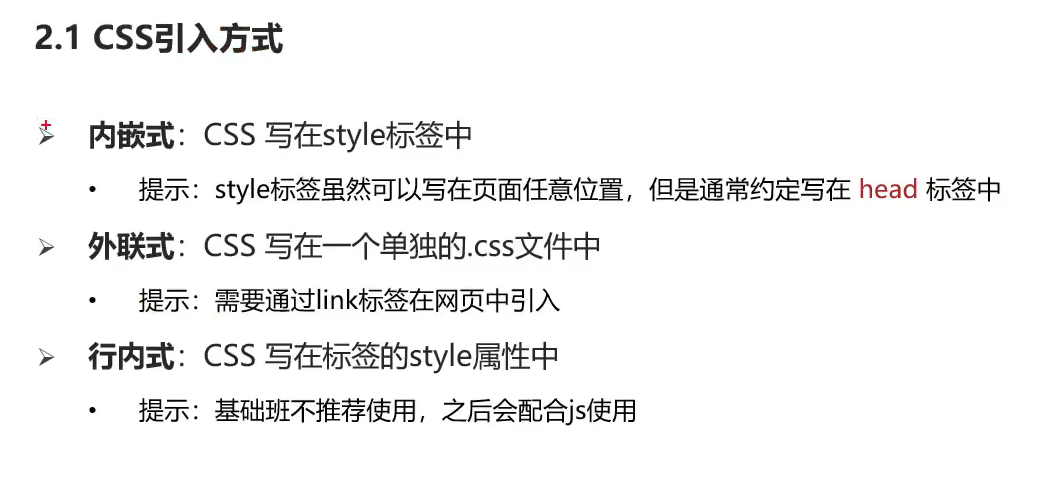 2.1 CSS引入方式
内嵌式：CSS 写在style标签中
提示：style标签虽然可以写在页面任意位置，但是通常约定写在 head 标签中
外联式：CSS 写在一个单独的.css文件中
提示：需要通过link标签在网页中引入
行内式：CSS 写在标签的style属性中
提示：基础班不推荐使用，之后会配合js使用